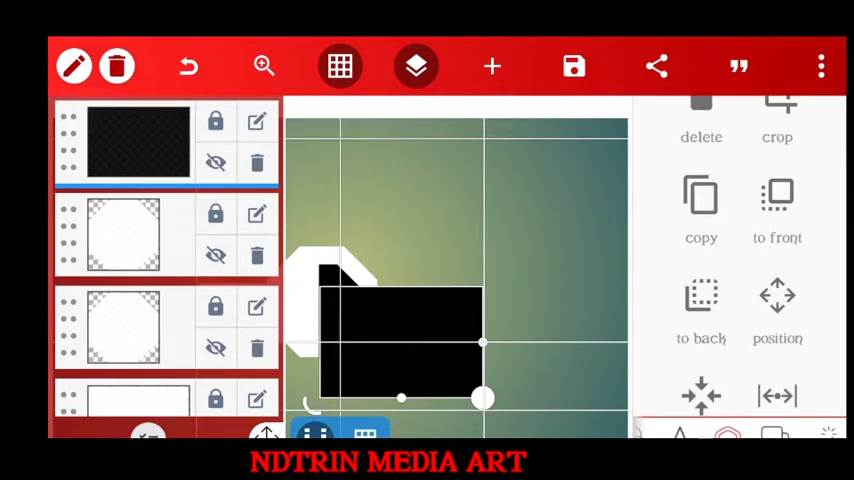 delete
crop
copy
to front
to back
position
NDTRIN MEDIA ART